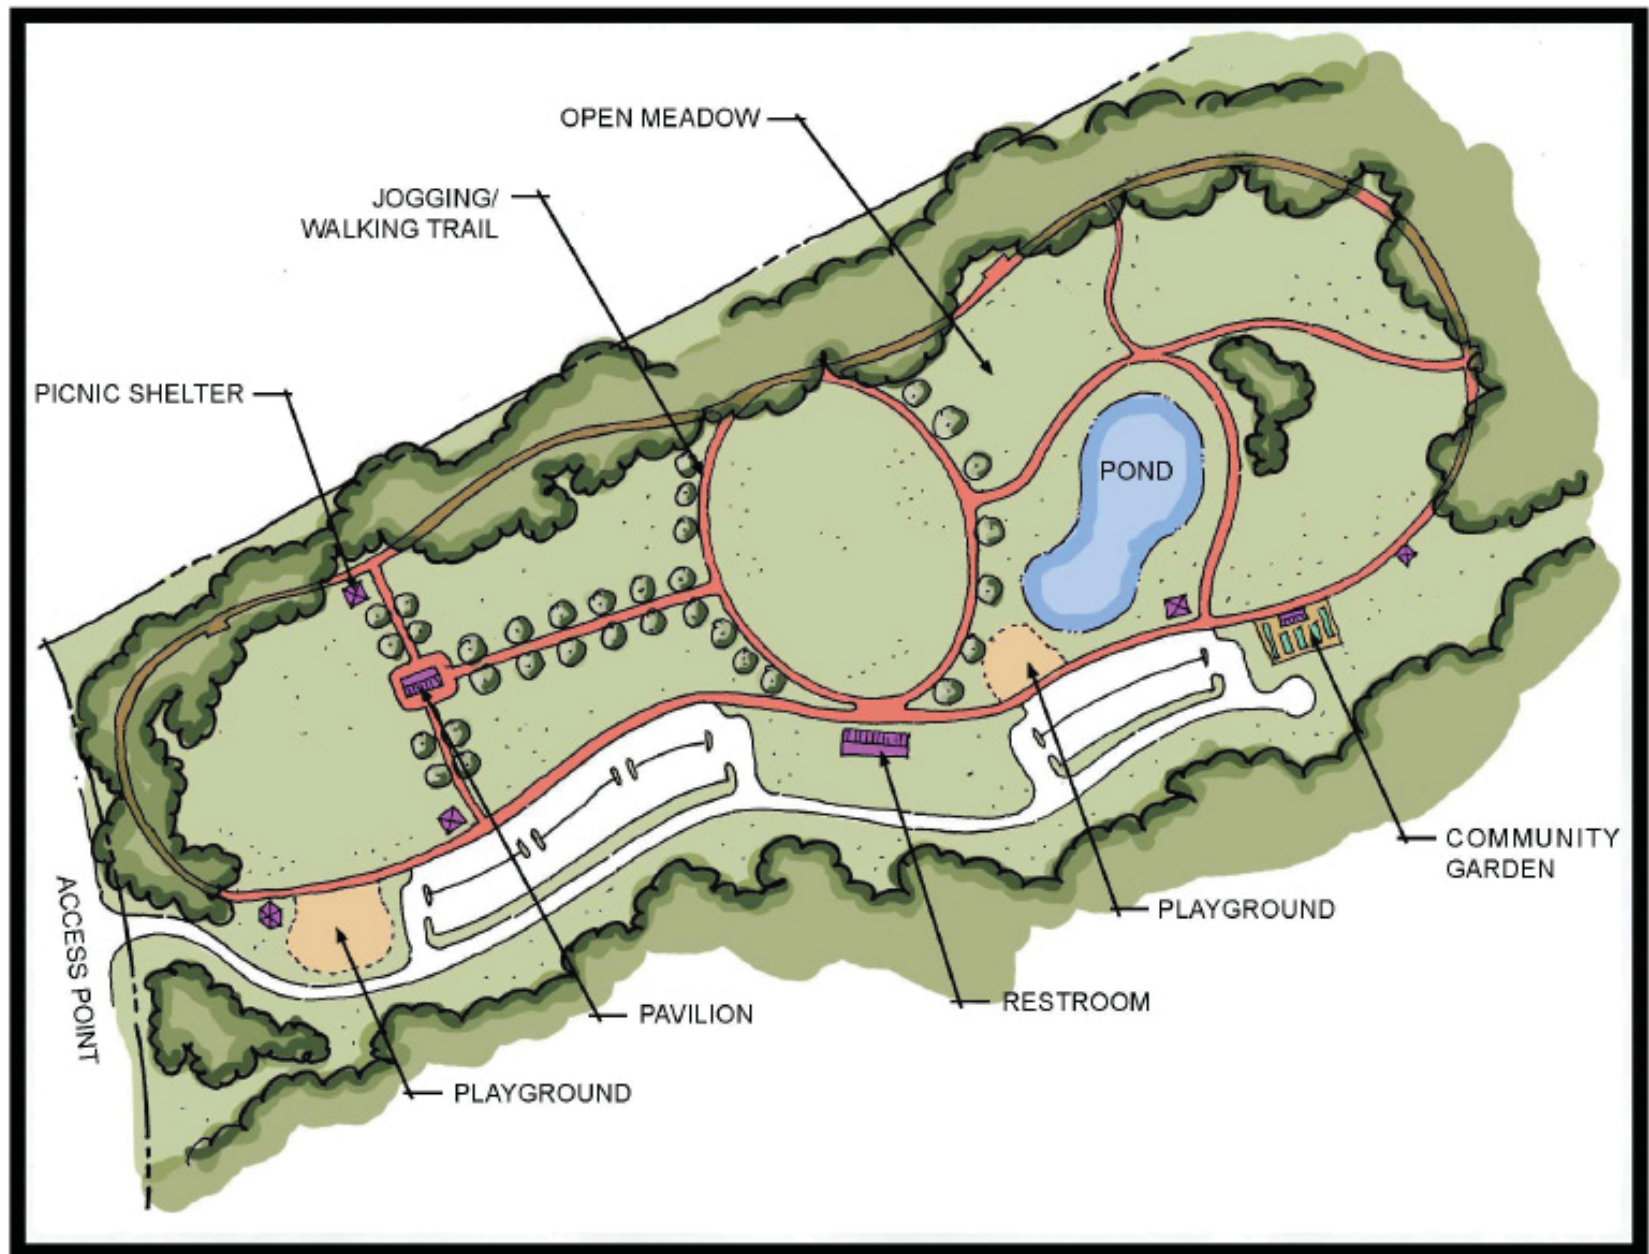 OPEN MEADOW
JOGGING/
WALKING TRAIL
PICNIC SHELTER
POND
COMMUNITY
GARDEN
PLAYGROUND
RESTROOM
PAVILION
PLAYGROUND
ACCESS POINT